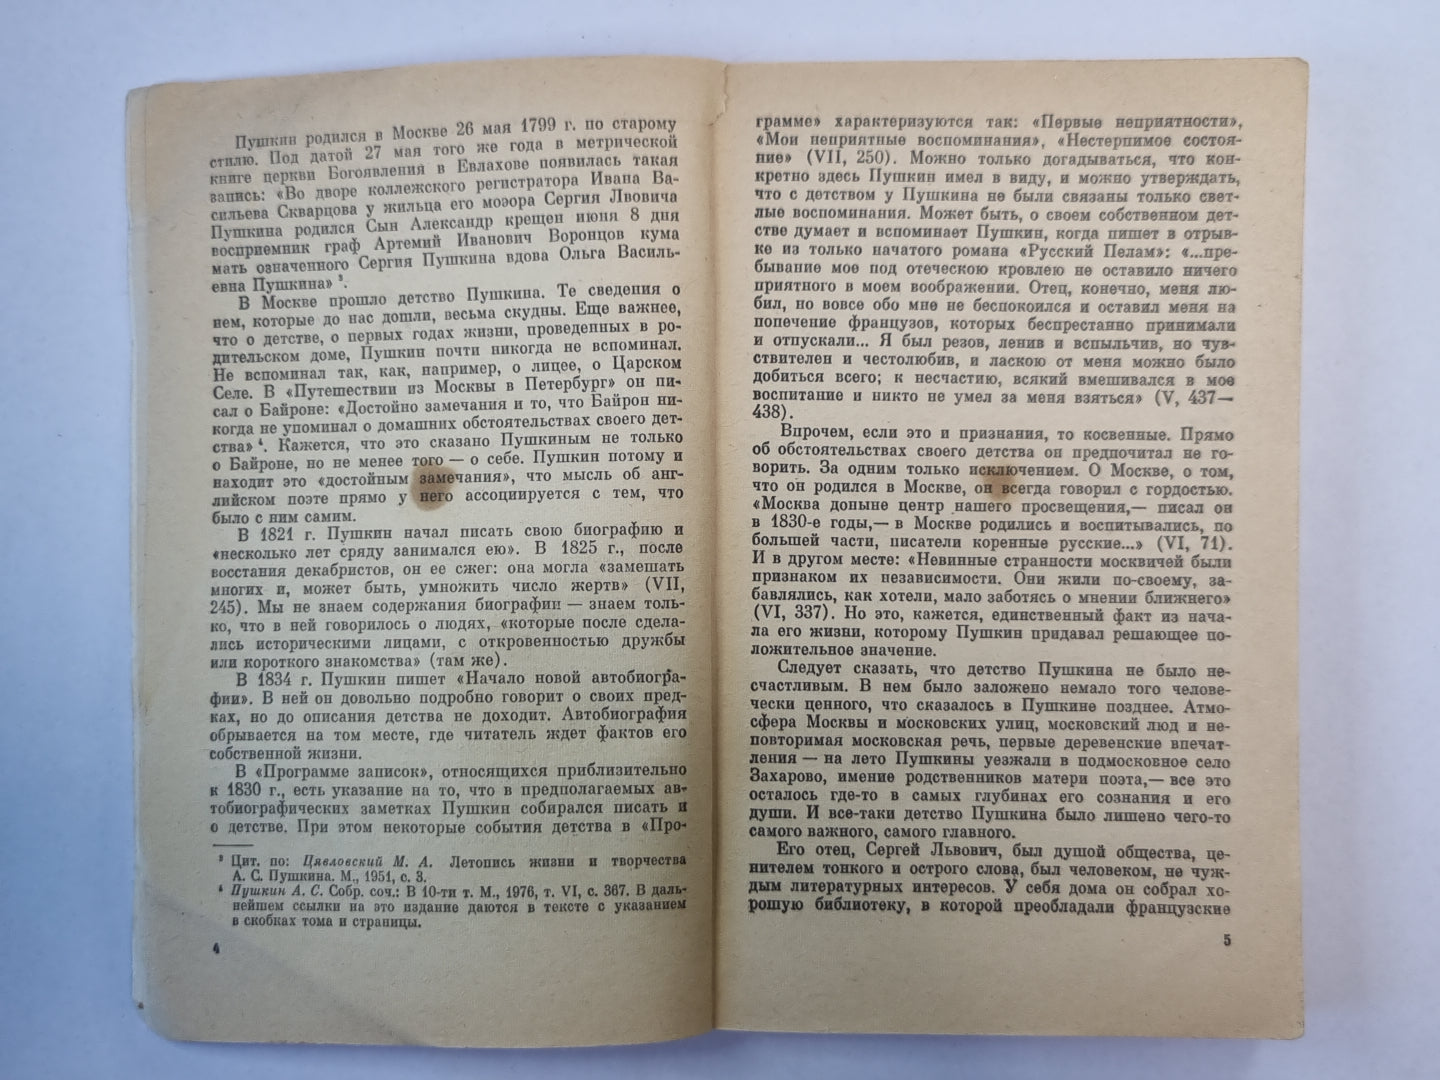 Пушкин родился в Москве 26 мая 1799 г. по старому
стилю. Под датой 27 мая того же года в метрической
книге церкви Богоявления в Евлахове появилась такая
запись: «Во дворе коллежского регистратора Ивана Ва-
сильева Скварцова у жильца его моэора Сергия Лвовича
Пушкина родился Сын Александр крещен июня 8 дня
восприемник граф Артемий Иванович Воронцов кума
мать означенного Сергия Пушкина вдова Ольга Василь-
евна Пушкина» ³.
В Москве прошло детство Пушкина. Те сведения о
нем, которые до нас дошли, весьма скудны. Еще важнее,
что о детстве, о первых годах жизни, проведенных в ро-
дительском доме, Пушкин почти никогда не вспоминал.
Не вспоминал так, как, например, о лицее, о Царском
Селе. В «Путешествии из Москвы в Петербург» он пи-
сал о Байроне: «Достойно замечания и то, что Байрон ни-
когда не упоминал о домашних обстоятельствах своего дет-
ства» ⁴. Кажется, что это сказано Пушкиным не только
о Байроне, но не менее того — о себе. Пушкин потому и
находит это «достойным замечания», что мысль об анг-
лийском поэте прямо у него ассоциируется с тем, что
было с ним самим.
В 1821 г. Пушкин начал писать свою биографию и
«несколько лет сряду занимался ею». В 1825 г., после
восстания декабристов, он ее сжег: она могла «замешать
многих и, может быть, умножить число жертв» (VII,
245). Мы не знаем содержания биографии — знаем толь-
ко, что в ней говорилось о людях, «которые после сдела-
лись историческими лицами, с откровенностью дружбы
или короткого знакомства» (там же).
В 1834 г. Пушкин пишет «Начало новой автобиогра-
фии». В ней он довольно подробно говорит о своих пред-
ках, но до описания детства не доходит. Автобиография
обрывается на том месте, где читатель ждет фактов его
собственной жизни.
В «Программе записок», относящихся приблизительно
к 1830 г., есть указание на то, что в предполагаемых ав-
тобиографических заметках Пушкин собирался писать и
о детстве. При этом некоторые события детства в «Про-
³ Цит. по: Цявловский М. А. Летопись жизни и творчества
А. С. Пушкина. М., 1951, с. 3.
⁴ Пушкин А. С. Собр. соч.: В 10-ти т. М., 1976, т. VI, с. 367. В даль-
нейшем ссылки на это издание даются в тексте с указанием
в скобках тома и страницы.
4
грамме» характеризуются так: «Первые неприятности»,
«Мои неприятные воспоминания», «Нестерпимое состоя-
ние» (VII, 250). Можно только догадываться, что кон-
кретно здесь Пушкин имел в виду, и можно утверждать,
что с детством у Пушкина не были связаны только свет-
лые воспоминания. Может быть, о своем собственном дет-
стве думает и вспоминает Пушкин, когда пишет в отрыв-
ке из только начатого романа «Русский Пелам»: «...пре-
бывание мое под отеческою кровлею не оставило ничего
приятного в моем воображении. Отец, конечно, меня лю-
бил, но вовсе обо мне не беспокоился и оставил меня на
попечение французов, которых беспрестанно принимали
и отпускали... Я был резов, ленив и вспыльчив, но чув-
ствителен и честолюбив, и ласкою от меня можно было
добиться всего; к несчастию, всякий вмешивался в мое
воспитание и никто не умел за меня взяться» (V, 437—
438).
Впрочем, если это и признания, то косвенные. Прямо
об обстоятельствах своего детства он предпочитал не го-
ворить. За одним только исключением. О Москве, о том,
что он родился в Москве, он всегда говорил с гордостью.
«Москва доныне центр нашего просвещения,— писал он
в 1830-е годы,— в Москве родились и воспитывались, по
большей части, писатели коренные русские...» (VI, 71).
И в другом месте: «Невинные странности москвичей были
признаком их независимости. Они жили по-своему, за-
бавлялись, как хотели, мало заботясь о мнении ближнего»
(VI, 337). Но это, кажется, единственный факт из нача-
ла его жизни, которому Пушкин придавал решающее по-
ложительное значение.
Следует сказать, что детство Пушкина не было не-
счастливым. В нем было заложено немало того челове-
чески ценного, что сказалось в Пушкине позднее. Атмо-
сфера Москвы и московских улиц, московский люд и не-
повторимая московская речь, первые деревенские впечат-
ления — на лето Пушкины уезжали в подмосковное село
Захарово, имение родственников матери поэта,— все это
осталось где-то в самых глубинах его сознания и его
души. И все-таки детство Пушкина было лишено чего-то
самого важного, самого главного.
Его отец, Сергей Львович, был душой общества, це-
нителем тонкого и острого слова, был человеком, не чуж-
дым литературных интересов. У себя дома он собрал хо-
рошую библиотеку, в которой преобладали французские
5